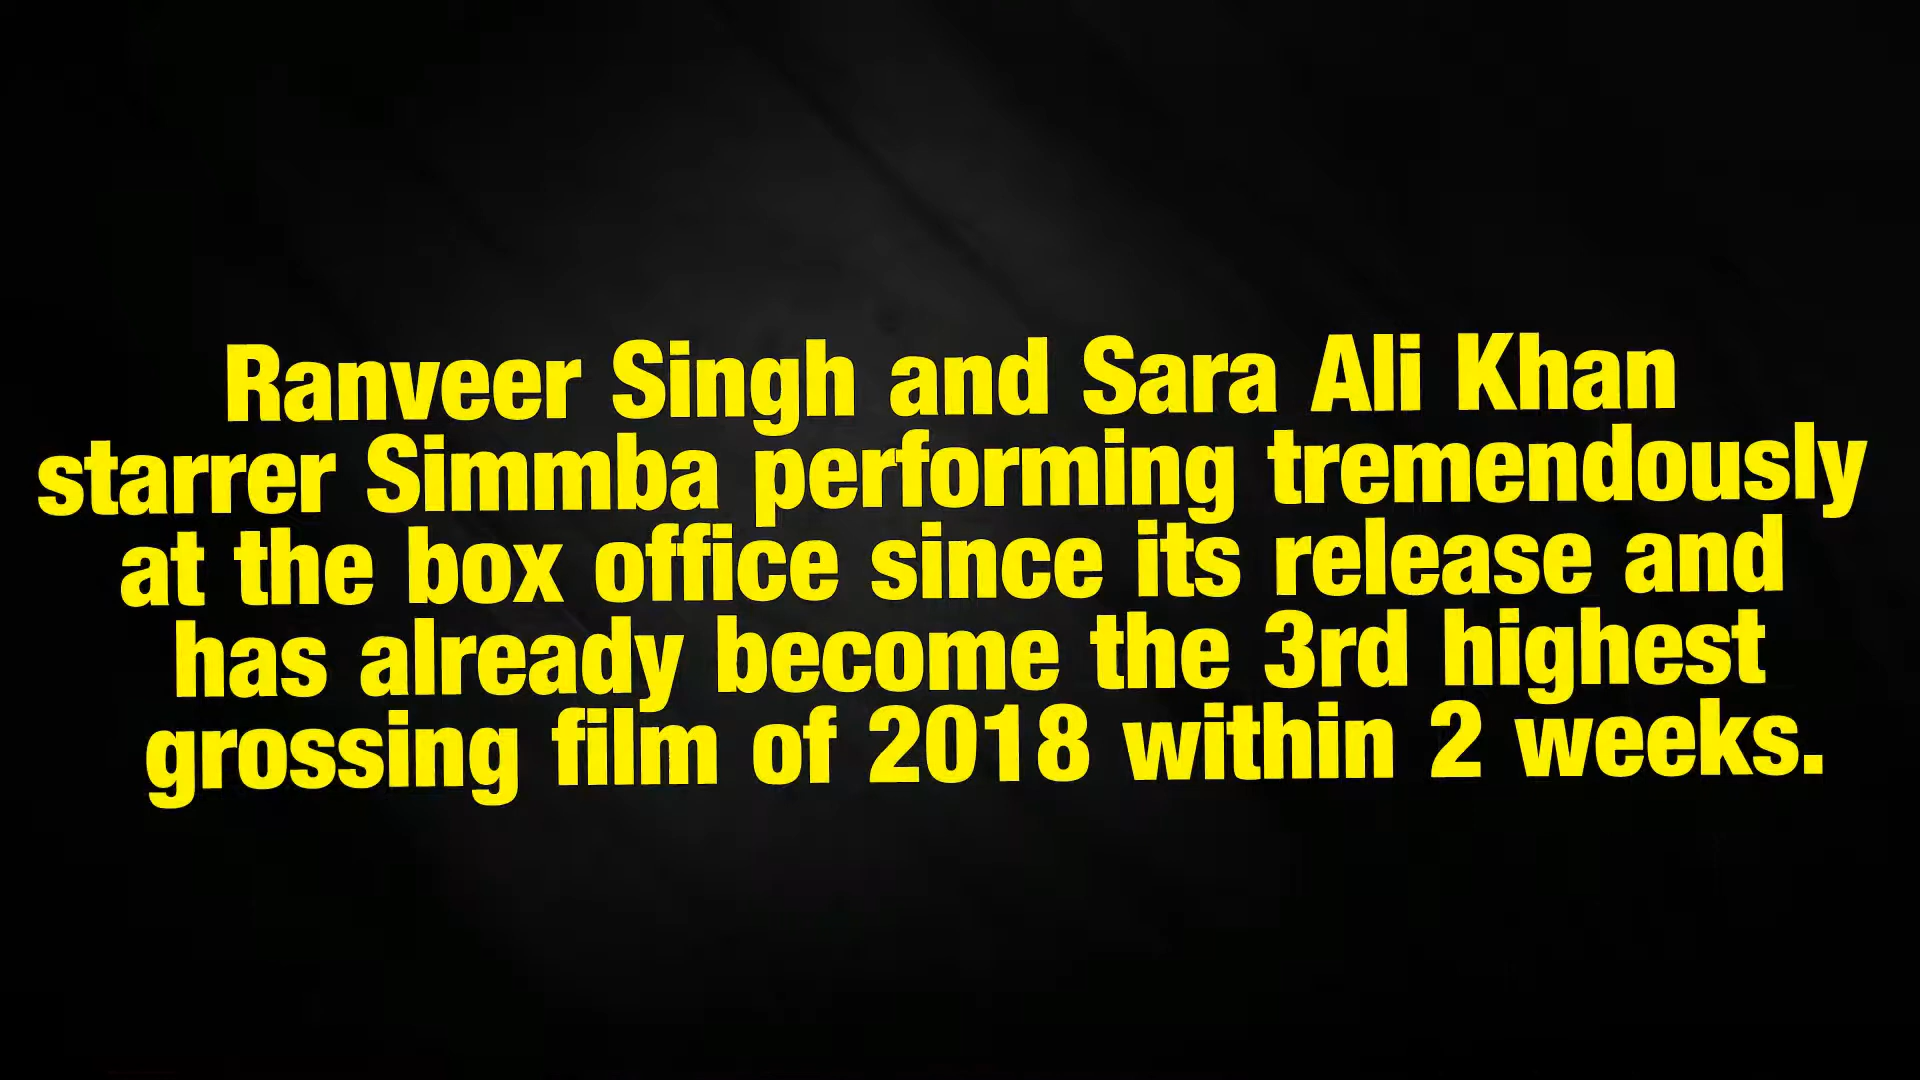 Ranveer Singh and Sara Ali Khan
starrer Simmba performing tremendously
at the box office since its release and
has already become the 3rd highest
grossing film of 2018 within 2 weeks.